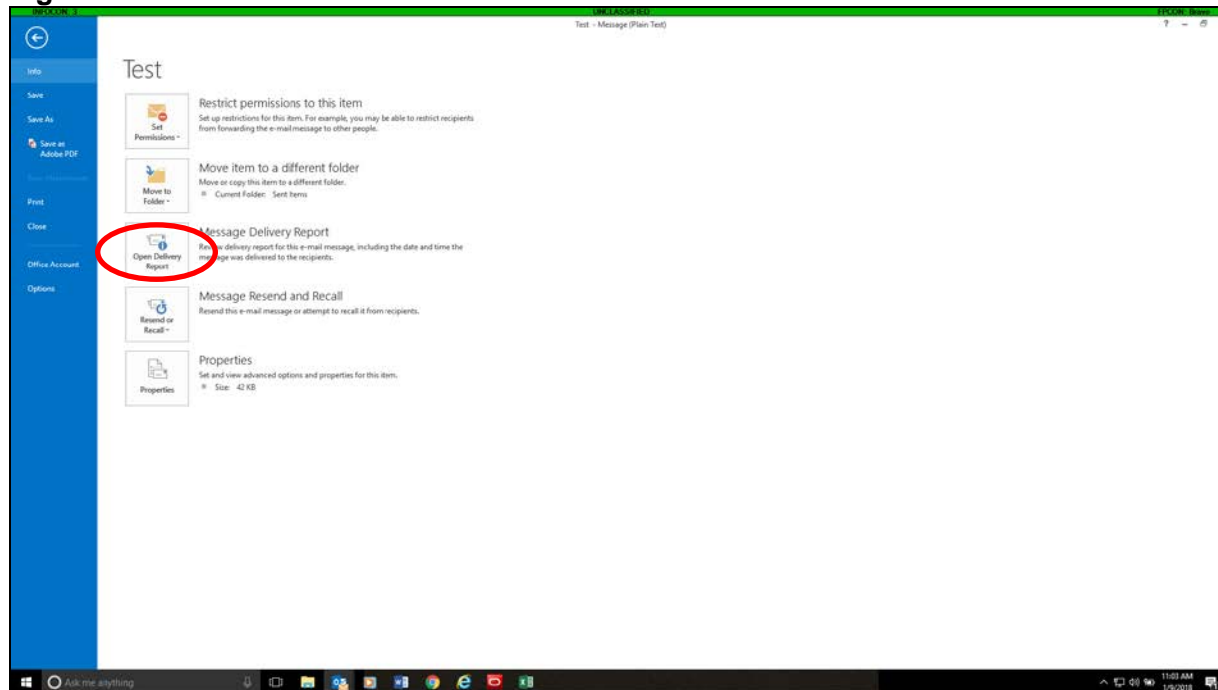 INFOCON: 3 UNCLASSIFIED FPCON: Bravo
Test - Message (Plain Text)
?
Test
Info
Save
Save As
Save as
Adobe PDF
Print
Close
Office Account
Options
Set
Permissions
Restrict permissions to this item
Set up restrictions for this item. For example, you may be able to restrict recipients
from forwarding the e-mail message to other people.
Move to
Folder
Move item to a different folder
Move or copy this item to a different folder.
Current Folder: Sent Items
Open Delivery
Report
Message Delivery Report
Review delivery report for this e-mail message, including the date and time the
message was delivered to the recipients.
Resend or
Recall
Message Resend and Recall
Resend this e-mail message or attempt to recall it from recipients.
Properties
Properties
Set and view advanced options and properties for this item.
Size: 42 KB
Ask me anything
11:03 AM
1/9/2018